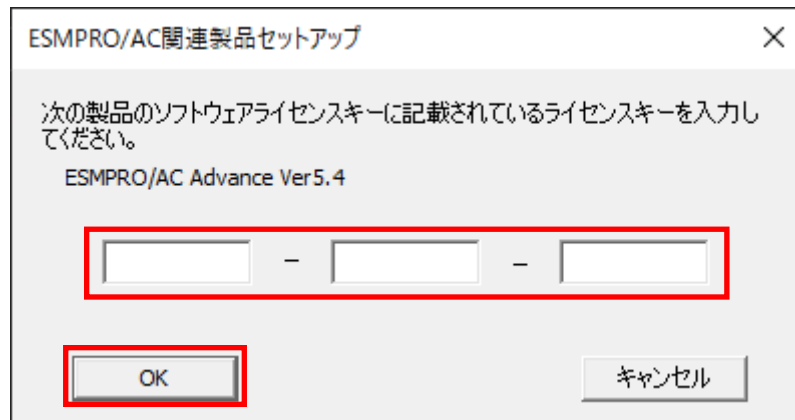 ESMPRO/AC関連製品セットアップ
次の製品のソフトウェアライセンスキーに記載されているライセンスキーを入力し
てください。
ESMPRO/AC Advance Ver5.4
– –
OK キャンセル